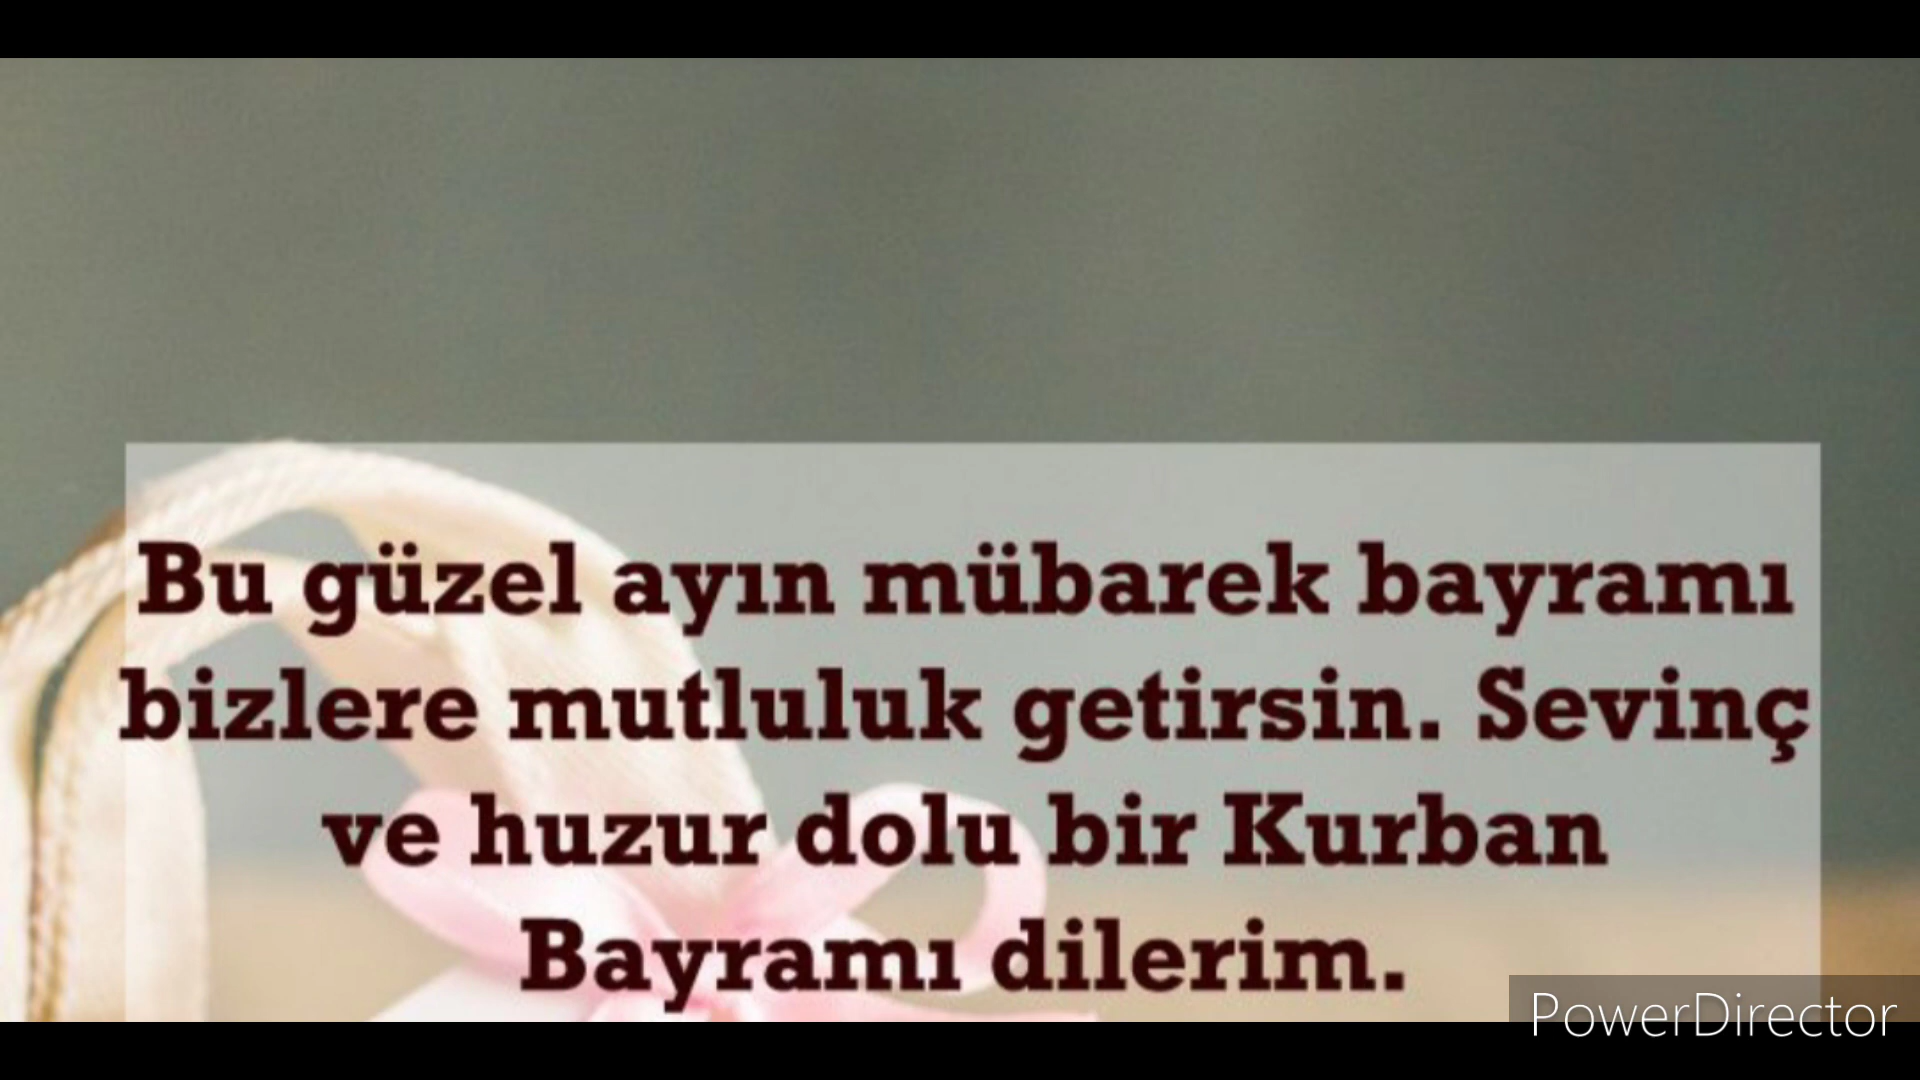 Bu güzel ayın mübarek bayramı
bizlere mutluluk getirsin. Sevinç
ve huzur dolu bir Kurban
Bayramı dilerim.
PowerDirector